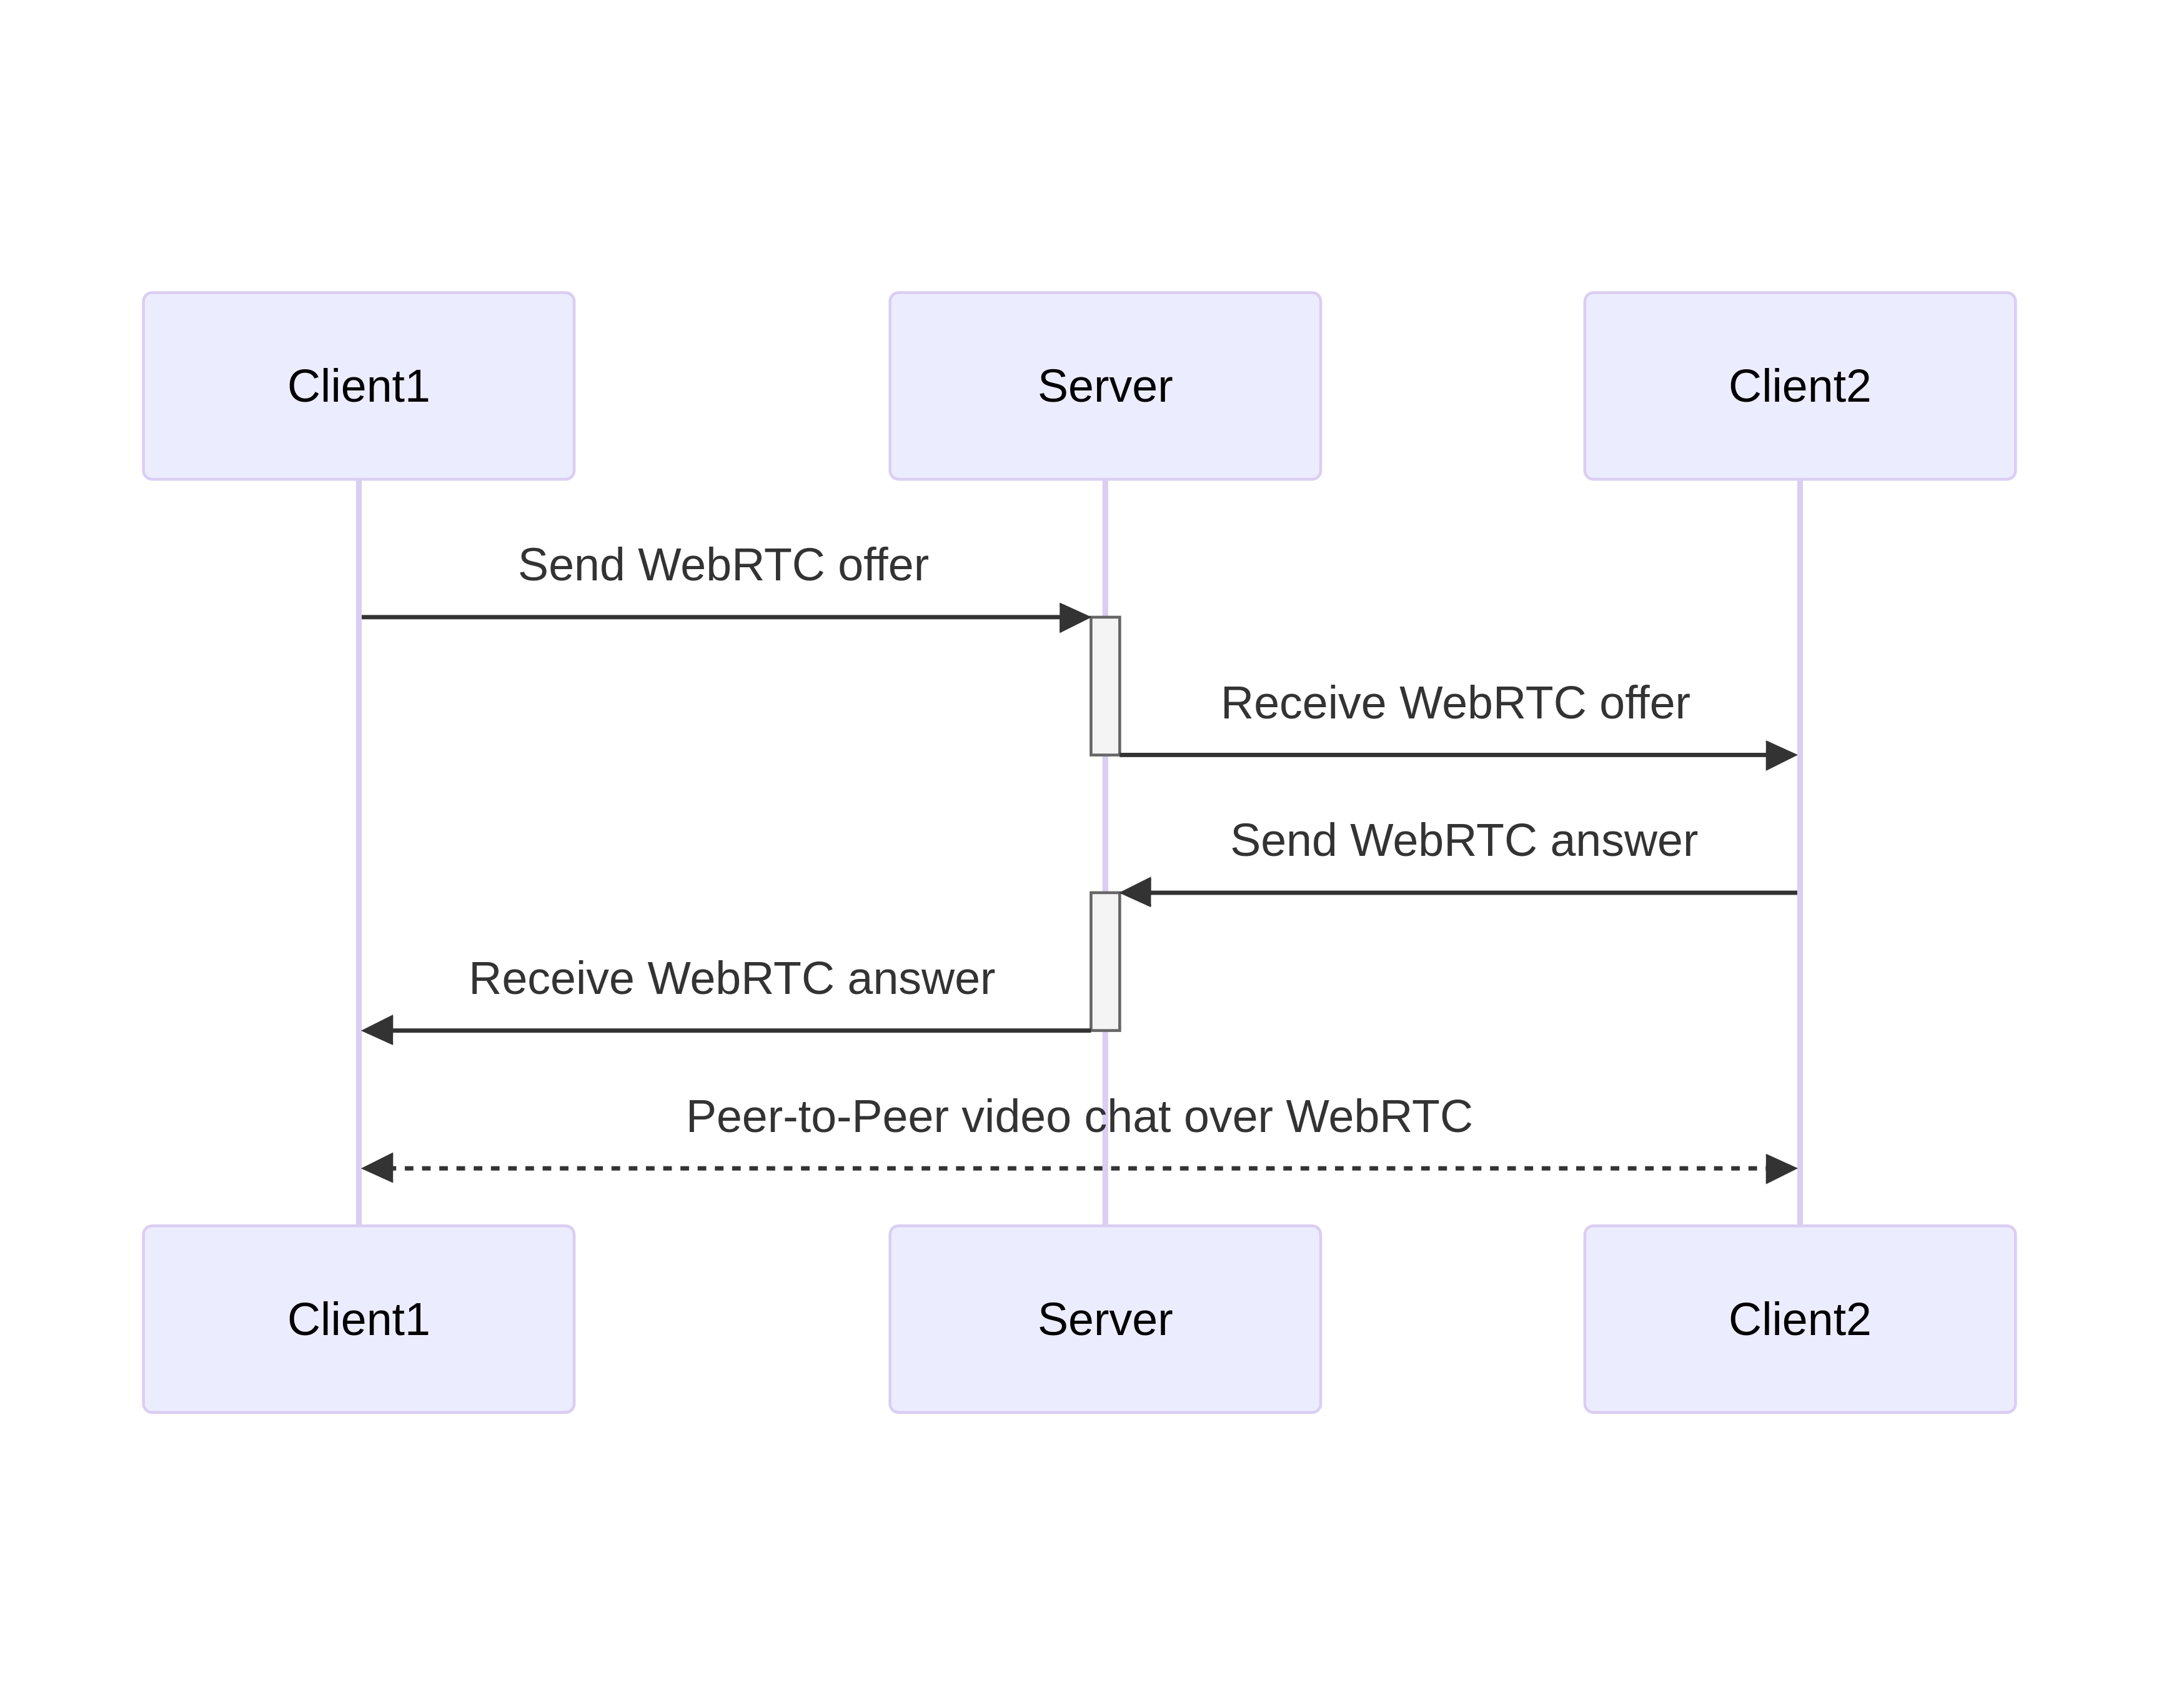 Client1
Server
Client2
Send WebRTC offer
Receive WebRTC offer
Send WebRTC answer
Receive WebRTC answer
Peer-to-Peer video chat over WebRTC
Client1
Server
Client2